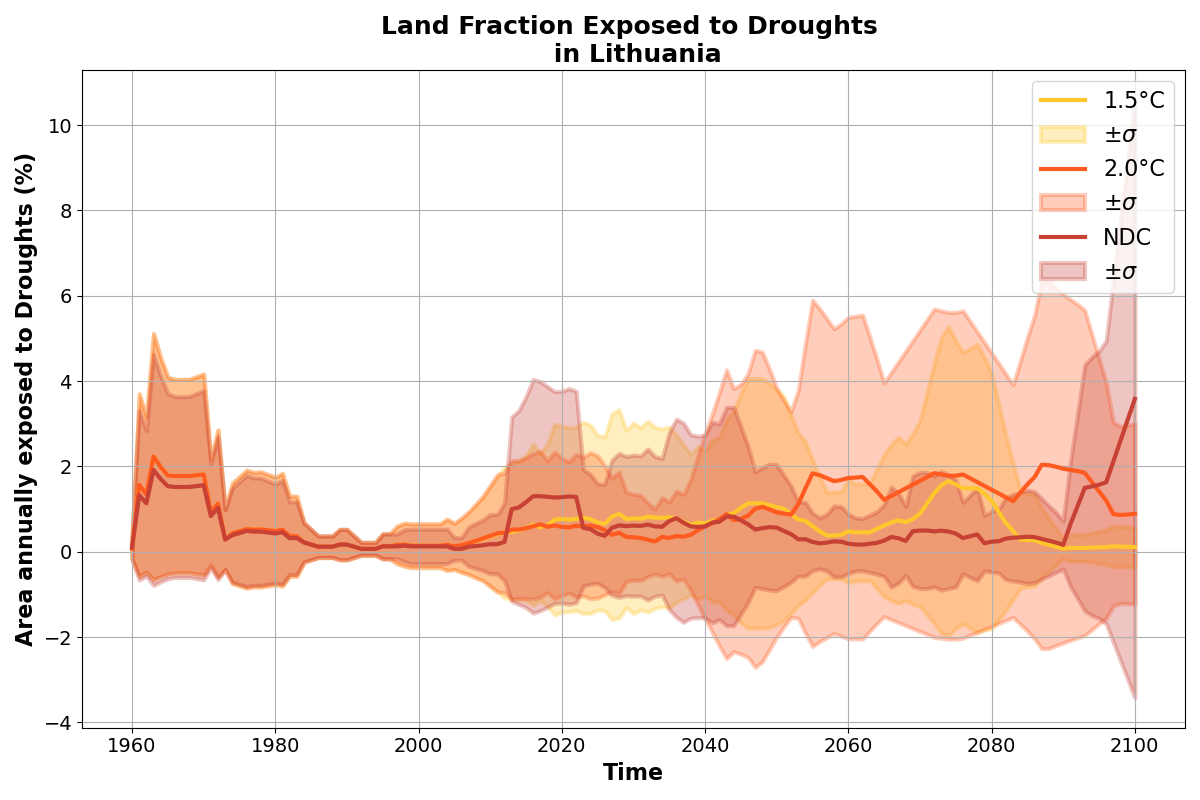 Land Fraction Exposed to Droughts
in Lithuania
Area annually exposed to Droughts (%)
10
8
6
4
2
0
−2
−4
1.5°C
±σ
2.0°C
±σ
NDC
±σ
1960
1980
2000
2020
2040
2060
2080
2100
Time